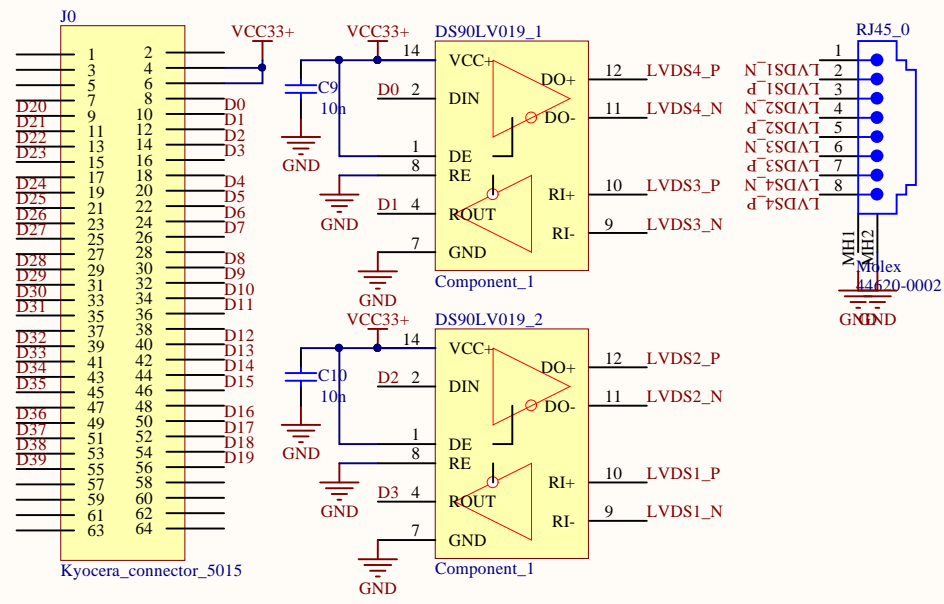 J0
1 2
3 4
5 6
7 8
D20 9 10 D0
D21 11 12 D1
D22 13 14 D2
D23 15 16 D3
17 18
D24 19 20 D4
D25 21 22 D5
D26 23 24 D6
D27 25 26 D7
27 28
D28 29 30 D8
D29 31 32 D9
D30 33 34 D10
D31 35 36 D11
37 38
D32 39 40 D12
D33 41 42 D13
D34 43 44 D14
D35 45 46 D15
47 48
D36 49 50 D16
D37 51 52 D17
D38 53 54 D18
D39 55 56 D19
57 58
59 60
61 62
63 64
Kyocera_connector_5015
VCC33+
DS90LV019_1
VCC33+
14 VCC+
C9
10n
GND
D0 2 DIN
DO+ 12 LVDS4_P
DO- 11 LVDS4_N
1 DE
8 RE
GND
D1 4 ROUT
RI+ 10 LVDS3_P
RI- 9 LVDS3_N
7 GND
GND
Component_1
DS90LV019_2
VCC33+
14 VCC+
C10
10n
GND
D2 2 DIN
DO+ 12 LVDS2_P
DO- 11 LVDS2_N
1 DE
8 RE
GND
D3 4 ROUT
RI+ 10 LVDS1_P
RI- 9 LVDS1_N
7 GND
GND
Component_1
RJ45_0
1
LVDS1_N
2
LVDS1_P
3
LVDS2_N
4
LVDS2_P
5
LVDS3_N
6
LVDS3_P
7
LVDS4_N
8
LVDS4_P
MH1
MH2
Molex
44620-0002
GND
GND